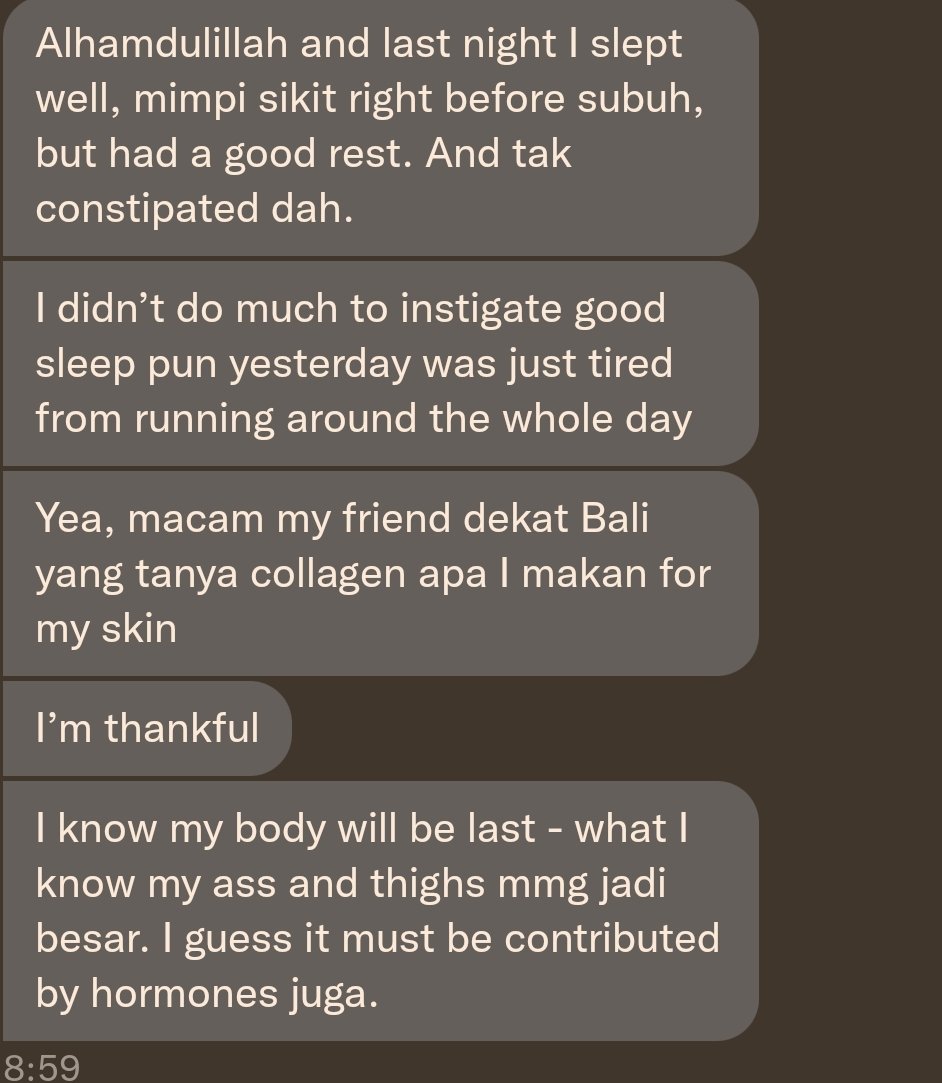 Alhamdulillah and last night I slept
well, mimpi sikit right before subuh,
but had a good rest. And tak
constipated dah.
I didn’t do much to instigate good
sleep pun yesterday was just tired
from running around the whole day
Yea, macam my friend dekat Bali
yang tanya collagen apa I makan for
my skin
I’m thankful
I know my body will be last - what I
know my ass and thighs mmg jadi
besar. I guess it must be contributed
by hormones juga.
8:59